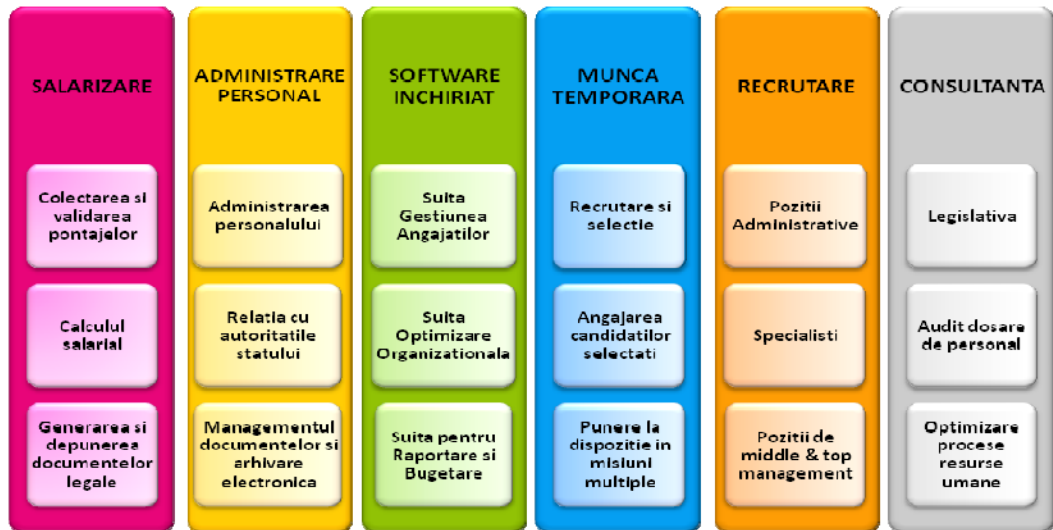 SALARIZARE
Colectarea si
validarea
pontajelor
Calculul
salarial
Generarea si
depunerea
documentelor
legale
ADMINISTRARE
PERSONAL
Administrarea
personalului
Relatia cu
autoritatile
statului
Managementul
documentelor si
arhivare
electronica
SOFTWARE
INCHIRIAT
Suita
Gestiunea
Angajatilor
Suita
Optimizare
Organizationala
Suita pentru
Raportare si
Bugetare
MUNCA
TEMPORARA
Recrutare si
selectie
Angajarea
candidatilor
selectati
Punere la
dispozitie in
misiuni
multiple
RECRUTARE
Pozitii
Administrative
Specialisti
Pozitii de
middle & top
management
CONSULTANTA
Legislativa
Audit dosare
de personal
Optimizare
procese
resurse
umane